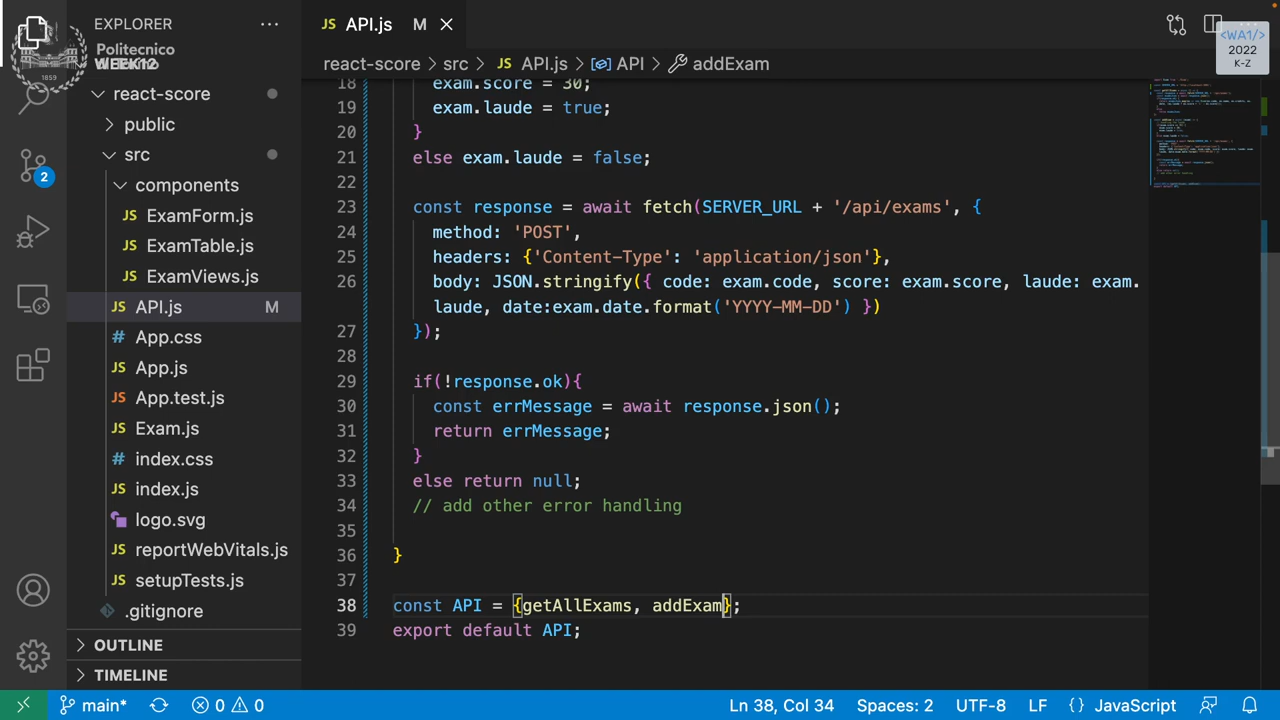 EXPLORER
JS API.js M
<WA1/>
2022
K-Z
Politecnico
WEEK12
1859
react-score > src > JS API.js > API > addExam
react-score
public
src
components
JS ExamForm.js
JS ExamTable.js
JS ExamViews.js
JS API.js M
# App.css
JS App.js
JS App.test.js
JS Exam.js
# index.css
JS index.js
logo.svg
JS reportWebVitals.js
JS setupTests.js
.gitignore
OUTLINE
TIMELINE
2
18 exam.score = 30;
19 exam.laude = true;
20 }
21 else exam.laude = false;
22
23 const response = await fetch(SERVER_URL + '/api/exams', {
24 method: 'POST',
25 headers: {'Content-Type': 'application/json'},
26 body: JSON.stringify({ code: exam.code, score: exam.score, laude: exam.
laude, date:exam.date.format('YYYY-MM-DD') })
27 });
28
29 if(!response.ok){
30 const errMessage = await response.json();
31 return errMessage;
32 }
33 else return null;
34 // add other error handling
35
36 }
37
38 const API = {getAllExams, addExam};
39 export default API;
main* 0 0 Ln 38, Col 34 Spaces: 2 UTF-8 LF {} JavaScript